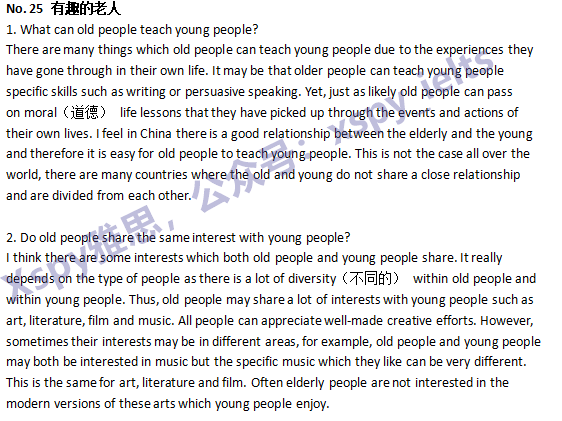 No. 25 有趣的老人
1. What can old people teach young people?
There are many things which old people can teach young people due to the experiences they
have gone through in their own life. It may be that older people can teach young people
specific skills such as writing or persuasive speaking. Yet, just as likely old people can pass
on moral（道德） life lessons that they have picked up through the events and actions of
their own lives. I feel in China there is a good relationship between the elderly and the young
and therefore it is easy for old people to teach young people. This is not the case all over the
world, there are many countries where the old and young do not share a close relationship
and are divided from each other.
2. Do old people share the same interest with young people?
I think there are some interests which both old people and young people share. It really
depends on the type of people as there is a lot of diversity（不同的） within old people and
within young people. Thus, old people may share a lot of interests with young people such as
art, literature, film and music. All people can appreciate well-made creative efforts. However,
sometimes their interests may be in different areas, for example, old people and young people
may both be interested in music but the specific music which they like can be very different.
This is the same for art, literature and film. Often elderly people are not interested in the
modern versions of these arts which young people enjoy.
Xspy雅思，公众号：xspy_ielts